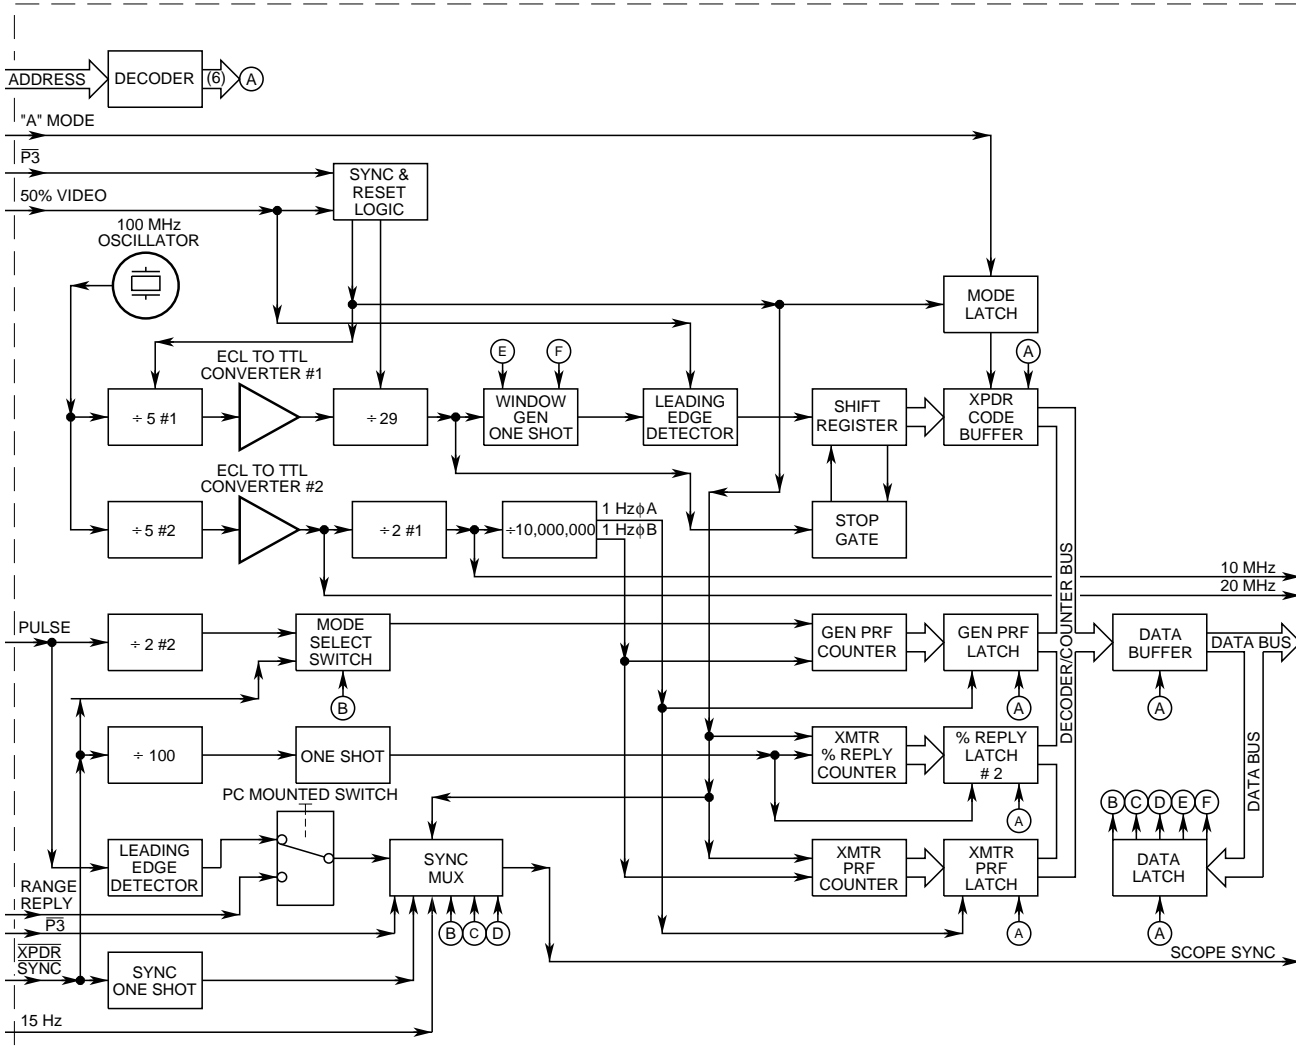 ADDRESS
DECODER
(6)
A
"A" MODE
P3
50% VIDEO
SYNC &
RESET
LOGIC
100 MHz
OSCILLATOR
MODE
LATCH
ECL TO TTL
CONVERTER #1
E
F
A
÷ 5 #1
÷ 29
WINDOW
GEN
ONE SHOT
LEADING
EDGE
DETECTOR
SHIFT
REGISTER
XPDR
CODE
BUFFER
ECL TO TTL
CONVERTER #2
÷ 5 #2
÷ 2 #1
÷10,000,000
1 HzϕA
1 HzϕB
STOP
GATE
DECODER/COUNTER BUS
10 MHz
20 MHz
PULSE
÷ 2 #2
MODE
SELECT
SWITCH
B
GEN PRF
COUNTER
GEN PRF
LATCH
A
DATA
BUFFER
A
DATA BUS
DATA BUS
÷ 100
ONE SHOT
XMTR
% REPLY
COUNTER
% REPLY
LATCH
# 2
A
PC MOUNTED SWITCH
LEADING
EDGE
DETECTOR
SYNC
MUX
B
C
D
XMTR
PRF
COUNTER
XMTR
PRF
LATCH
A
B
C
D
E
F
DATA
LATCH
A
RANGE
REPLY
P3
XPDR
SYNC
SYNC
ONE SHOT
SCOPE SYNC
15 Hz